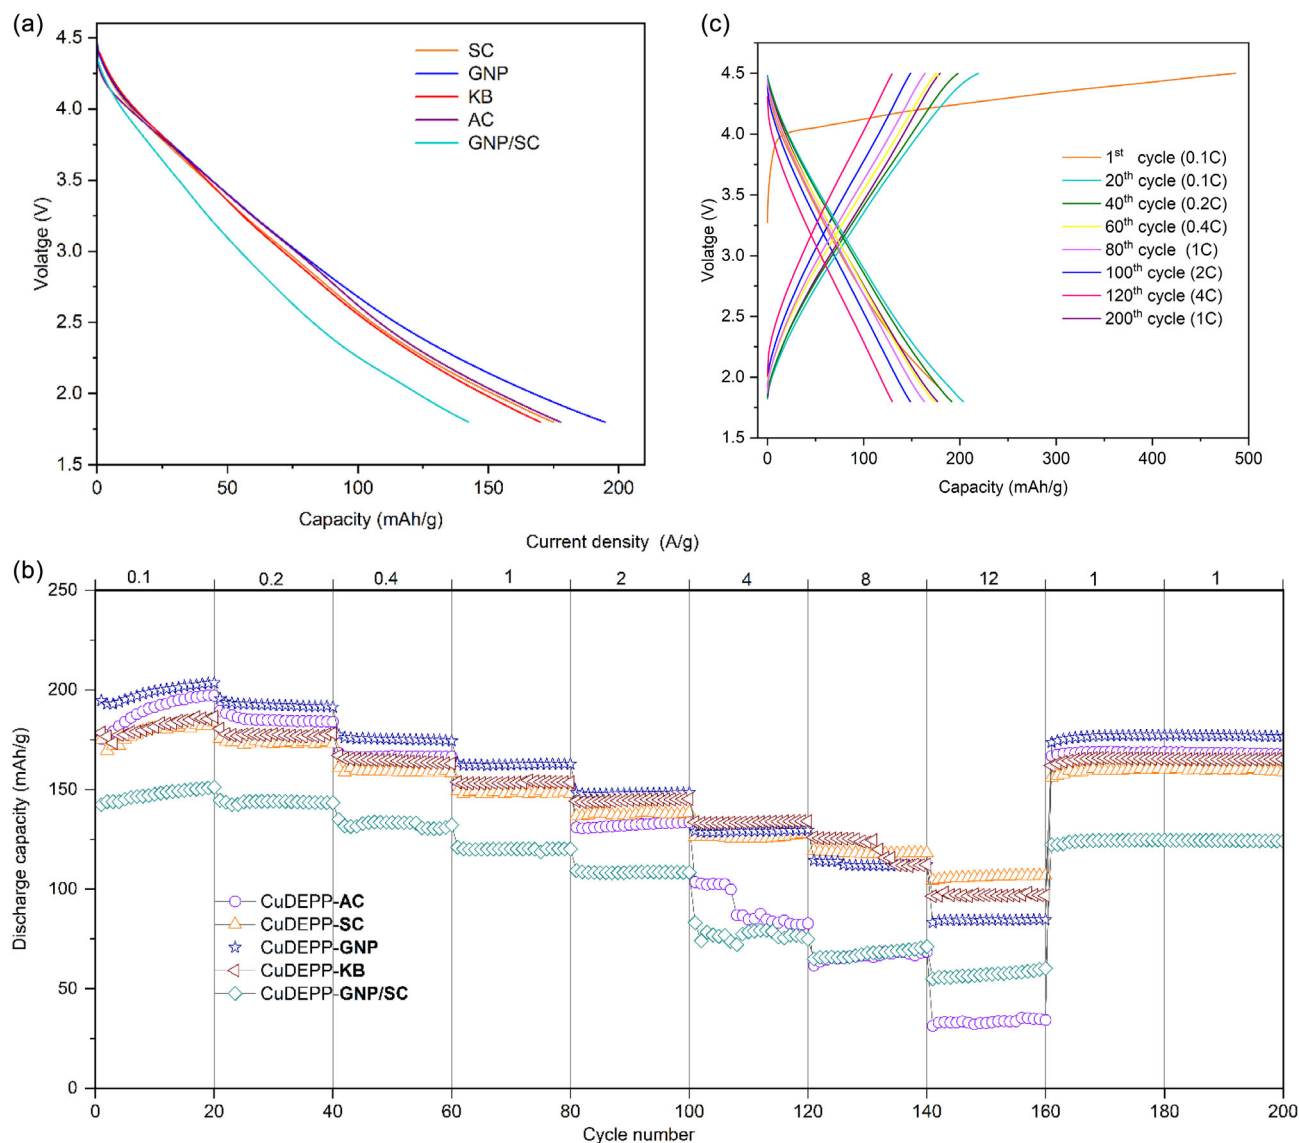 (a)
4.5
4.0
3.5
3.0
2.5
2.0
1.5
Volatge (V)
SC
GNP
KB
AC
GNP/SC
0 50 100 150 200
Capacity (mAh/g)
(c)
4.5
4.0
3.5
3.0
2.5
2.0
1.5
Voltage (V)
1st cycle (0.1C)
20th cycle (0.1C)
40th cycle (0.2C)
60th cycle (0.4C)
80th cycle (1C)
100th cycle (2C)
120th cycle (4C)
200th cycle (1C)
0 100 200 300 400 500
Capacity (mAh/g)
(b)
Current density (A/g)
0.1 0.2 0.4 1 2 4 8 12 1 1
250
200
150
100
50
0
Discharge capacity (mAh/g)
CuDEPP-AC
CuDEPP-SC
CuDEPP-GNP
CuDEPP-KB
CuDEPP-GNP/SC
0 20 40 60 80 100 120 140 160 180 200
Cycle number